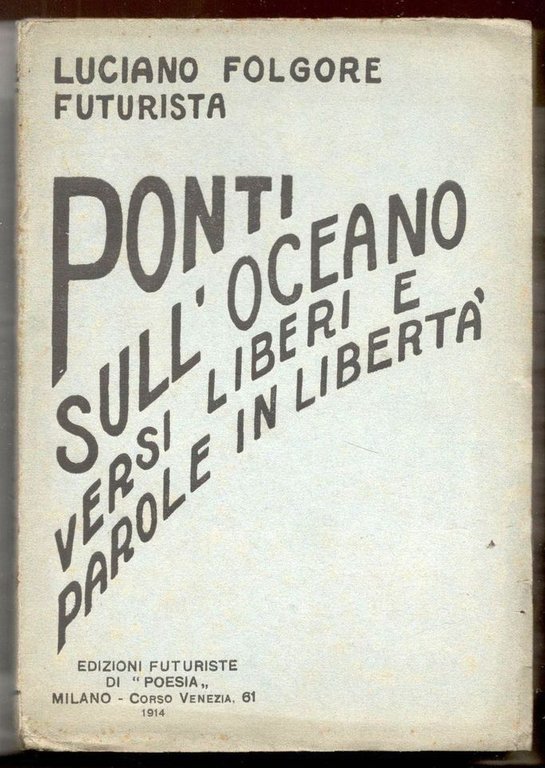 LUCIANO FOLGORE
FUTURISTA
PONTI
SULL' OCEANO
VERSI LIBERI E
PAROLE IN LIBERTÀ
EDIZIONI FUTURISTE
DI "POESIA„
MILANO - CORSO VENEZIA, 61
1914